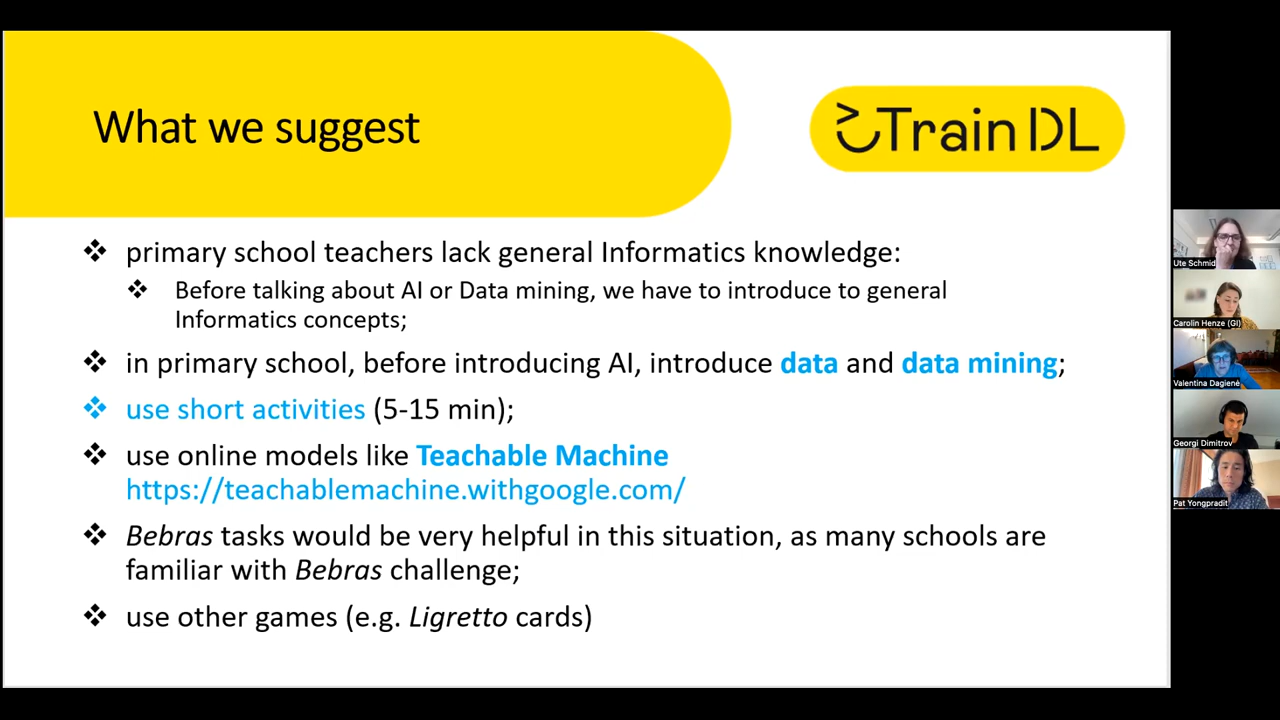 What we suggest
Train DL
❖ primary school teachers lack general Informatics knowledge:
❖ Before talking about AI or Data mining, we have to introduce to general
Informatics concepts;
❖ in primary school, before introducing AI, introduce data and data mining;
❖ use short activities (5-15 min);
❖ use online models like Teachable Machine
https://teachablemachine.withgoogle.com/
❖ Bebras tasks would be very helpful in this situation, as many schools are
familiar with Bebras challenge;
❖ use other games (e.g. Ligretto cards)
Ute Schmid
Carolin Henze (GI)
Valentina Dagienė
Georgi Dimitrov
Pat Yongpradit